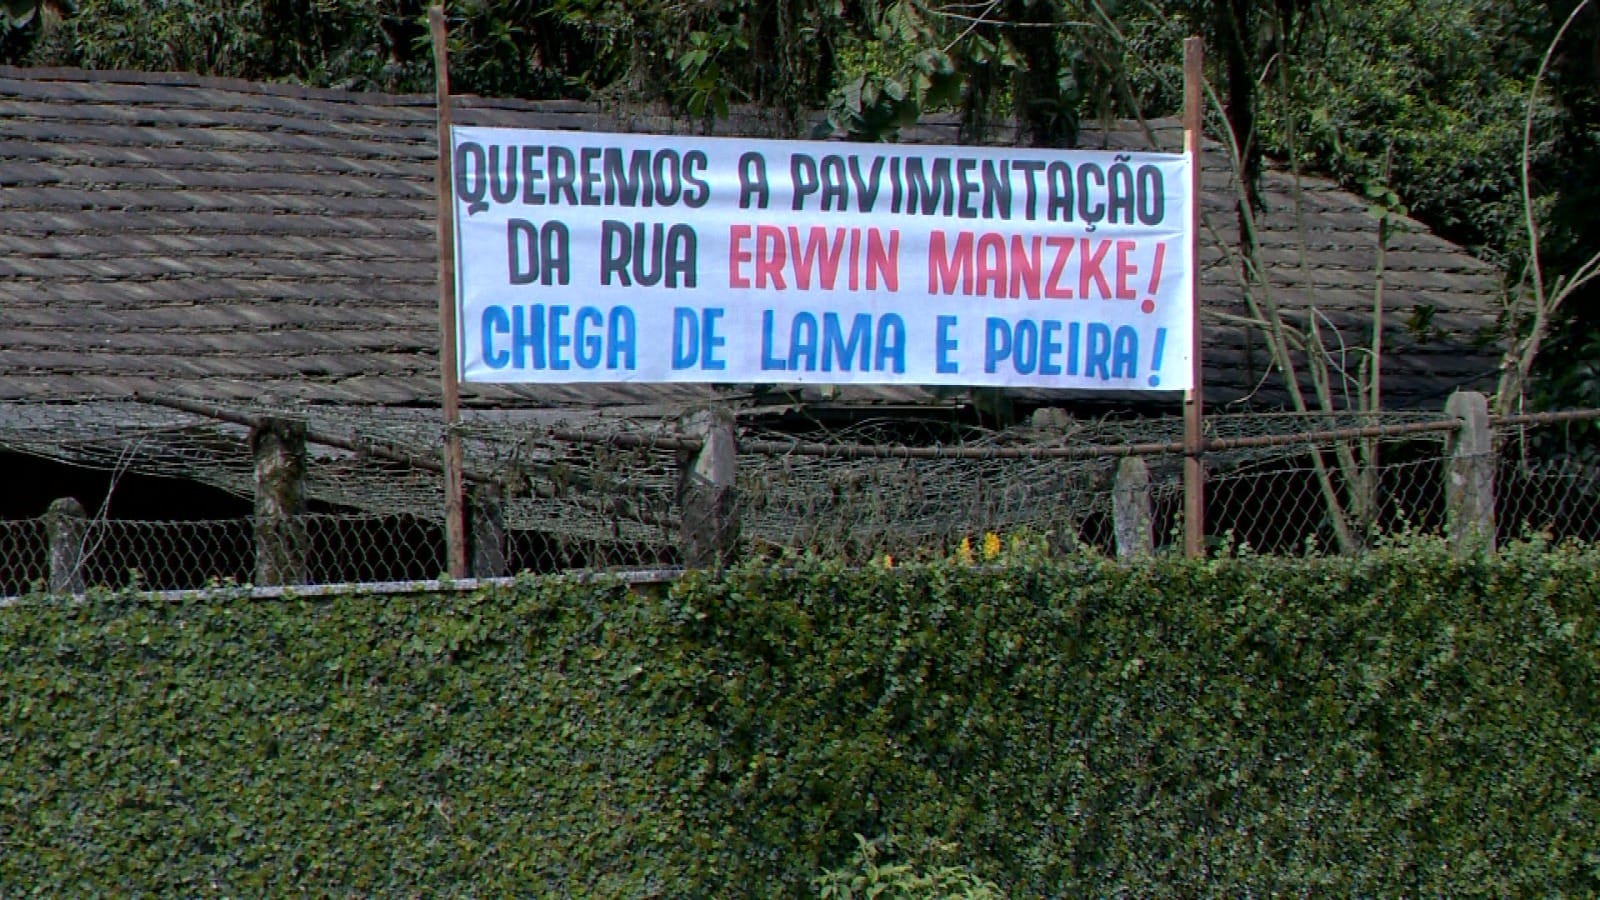 QUEREMOS A PAVIMENTAÇÃO
DA RUA ERWIN MANZKE!
CHEGA DE LAMA E POEIRA!